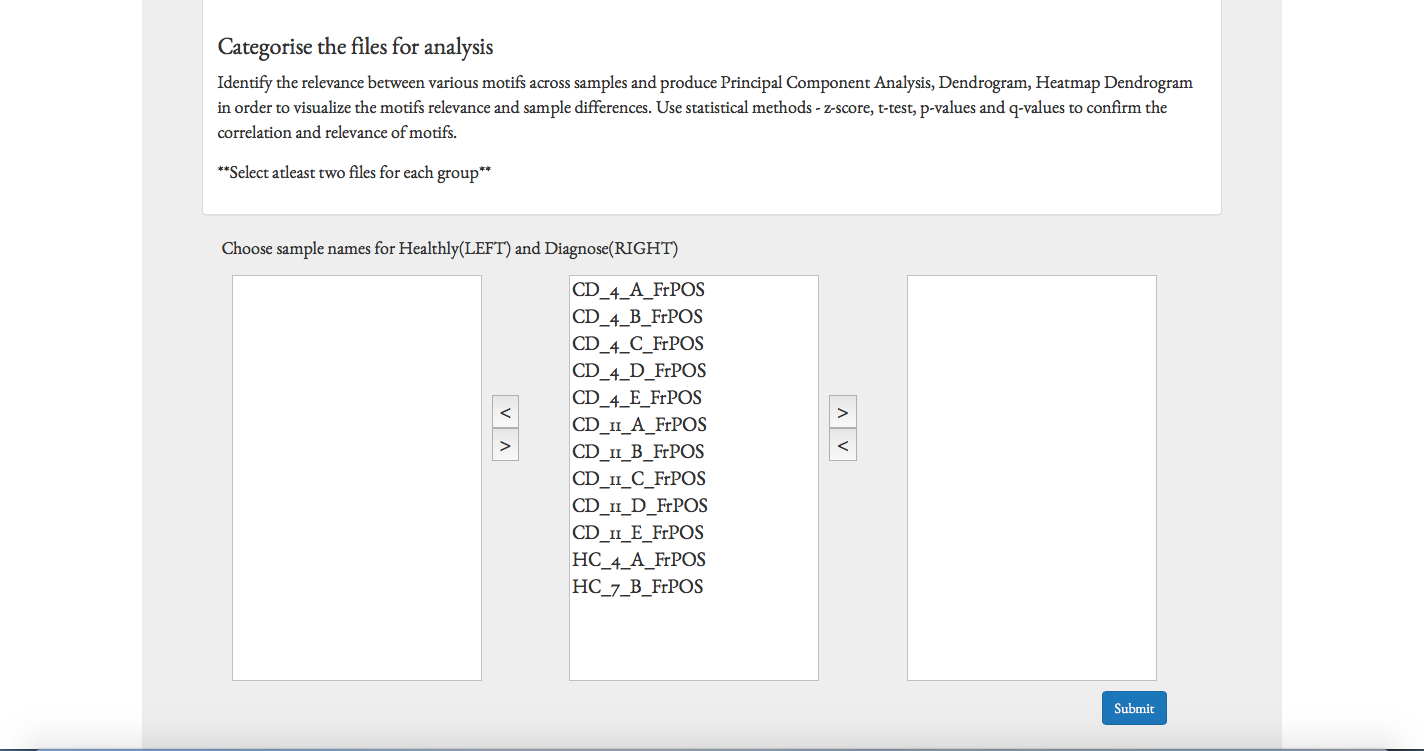 Categorise the files for analysis
Identify the relevance between various motifs across samples and produce Principal Component Analysis, Dendrogram, Heatmap Dendrogram
in order to visualize the motifs relevance and sample differences. Use statistical methods - z-score, t-test, p-values and q-values to confirm the
correlation and relevance of motifs.
**Select atleast two files for each group**
Choose sample names for Healthly(LEFT) and Diagnose(RIGHT)
CD_4_A_FrPOS
CD_4_B_FrPOS
CD_4_C_FrPOS
CD_4_D_FrPOS
CD_4_E_FrPOS
CD_11_A_FrPOS
CD_11_B_FrPOS
CD_11_C_FrPOS
CD_11_D_FrPOS
CD_11_E_FrPOS
HC_4_A_FrPOS
HC_7_B_FrPOS
< >
> <
Submit